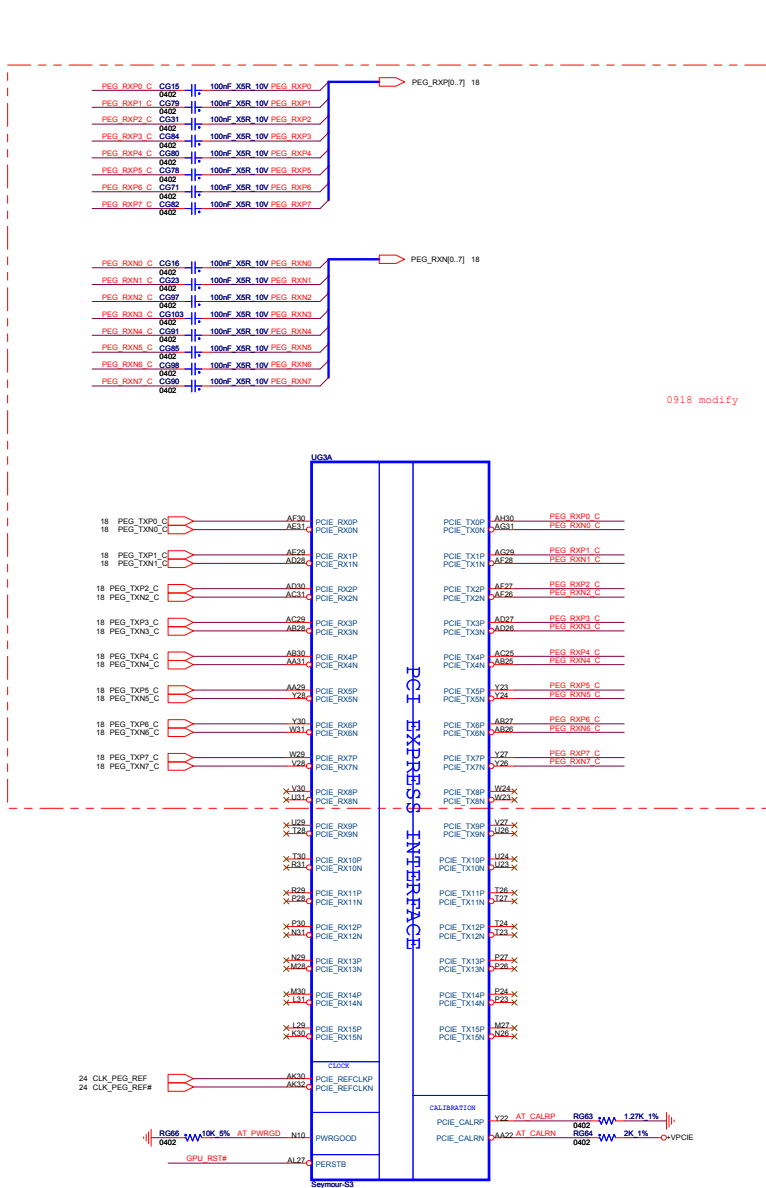 PEG_RXP0_C CG15 100nF_X5R_10V PEG_RXP0 PEG_RXP[0..7] 18
0402
PEG_RXP1_C CG79 100nF_X5R_10V PEG_RXP1
0402
PEG_RXP2_C CG31 100nF_X5R_10V PEG_RXP2
0402
PEG_RXP3_C CG84 100nF_X5R_10V PEG_RXP3
0402
PEG_RXP4_C CG80 100nF_X5R_10V PEG_RXP4
0402
PEG_RXP5_C CG78 100nF_X5R_10V PEG_RXP5
0402
PEG_RXP6_C CG71 100nF_X5R_10V PEG_RXP6
0402
PEG_RXP7_C CG82 100nF_X5R_10V PEG_RXP7
0402
PEG_RXN0_C CG16 100nF_X5R_10V PEG_RXN0 PEG_RXN[0..7] 18
0402
PEG_RXN1_C CG23 100nF_X5R_10V PEG_RXN1
0402
PEG_RXN2_C CG97 100nF_X5R_10V PEG_RXN2
0402
PEG_RXN3_C CG103 100nF_X5R_10V PEG_RXN3
0402
PEG_RXN4_C CG91 100nF_X5R_10V PEG_RXN4
0402
PEG_RXN5_C CG85 100nF_X5R_10V PEG_RXN5
0402
PEG_RXN6_C CG98 100nF_X5R_10V PEG_RXN6
0402
PEG_RXN7_C CG90 100nF_X5R_10V PEG_RXN7
0402
0918 modify
UG3A
18 PEG_TXP0_C AF30 PCIE_RX0P PCIE_TX0P AH30 PEG_RXP0_C
18 PEG_TXN0_C AE31 PCIE_RX0N PCIE_TX0N AG31 PEG_RXN0_C
18 PEG_TXP1_C AE29 PCIE_RX1P PCIE_TX1P AG29 PEG_RXP1_C
18 PEG_TXN1_C AD28 PCIE_RX1N PCIE_TX1N AF28 PEG_RXN1_C
18 PEG_TXP2_C AD30 PCIE_RX2P PCIE_TX2P AF27 PEG_RXP2_C
18 PEG_TXN2_C AC31 PCIE_RX2N PCIE_TX2N AF26 PEG_RXN2_C
18 PEG_TXP3_C AC29 PCIE_RX3P PCIE_TX3P AD27 PEG_RXP3_C
18 PEG_TXN3_C AB28 PCIE_RX3N PCIE_TX3N AD26 PEG_RXN3_C
18 PEG_TXP4_C AB30 PCIE_RX4P PCIE_TX4P AC25 PEG_RXP4_C
18 PEG_TXN4_C AA31 PCIE_RX4N PCIE_TX4N AB25 PEG_RXN4_C
18 PEG_TXP5_C AA29 PCIE_RX5P PCIE_TX5P Y23 PEG_RXP5_C
18 PEG_TXN5_C Y28 PCIE_RX5N PCIE_TX5N Y24 PEG_RXN5_C
18 PEG_TXP6_C Y30 PCIE_RX6P PCIE_TX6P AB27 PEG_RXP6_C
18 PEG_TXN6_C W31 PCIE_RX6N PCIE_TX6N AB26 PEG_RXN6_C
18 PEG_TXP7_C W29 PCIE_RX7P PCIE_TX7P Y27 PEG_RXP7_C
18 PEG_TXN7_C V28 PCIE_RX7N PCIE_TX7N Y26 PEG_RXN7_C
PCI EXPRESS INTERFACE
V30 PCIE_RX8P PCIE_TX8P W24
U31 PCIE_RX8N PCIE_TX8N W23
U29 PCIE_RX9P PCIE_TX9P V27
T28 PCIE_RX9N PCIE_TX9N U26
T30 PCIE_RX10P PCIE_TX10P U24
R31 PCIE_RX10N PCIE_TX10N U23
R29 PCIE_RX11P PCIE_TX11P T26
P28 PCIE_RX11N PCIE_TX11N T27
P30 PCIE_RX12P PCIE_TX12P T24
N31 PCIE_RX12N PCIE_TX12N T23
N29 PCIE_RX13P PCIE_TX13P P27
M28 PCIE_RX13N PCIE_TX13N P26
M30 PCIE_RX14P PCIE_TX14P P24
L31 PCIE_RX14N PCIE_TX14N P23
L29 PCIE_RX15P PCIE_TX15P M27
K30 PCIE_RX15N PCIE_TX15N N26
CLOCK
24 CLK_PEG_REF AK30 PCIE_REFCLKP
24 CLK_PEG_REF# AK32 PCIE_REFCLKN
CALIBRATION
PCIE_CALRP Y22 AT_CALRP RG63 1.27K_1%
0402
RG66 10K_5% AT_PWRGD N10 PWRGOOD PCIE_CALRN AA22 AT_CALRN RG64 2K_1% +VPCIE
0402 0402
GPU_RST# AL27 PERSTB
Seymour-S3